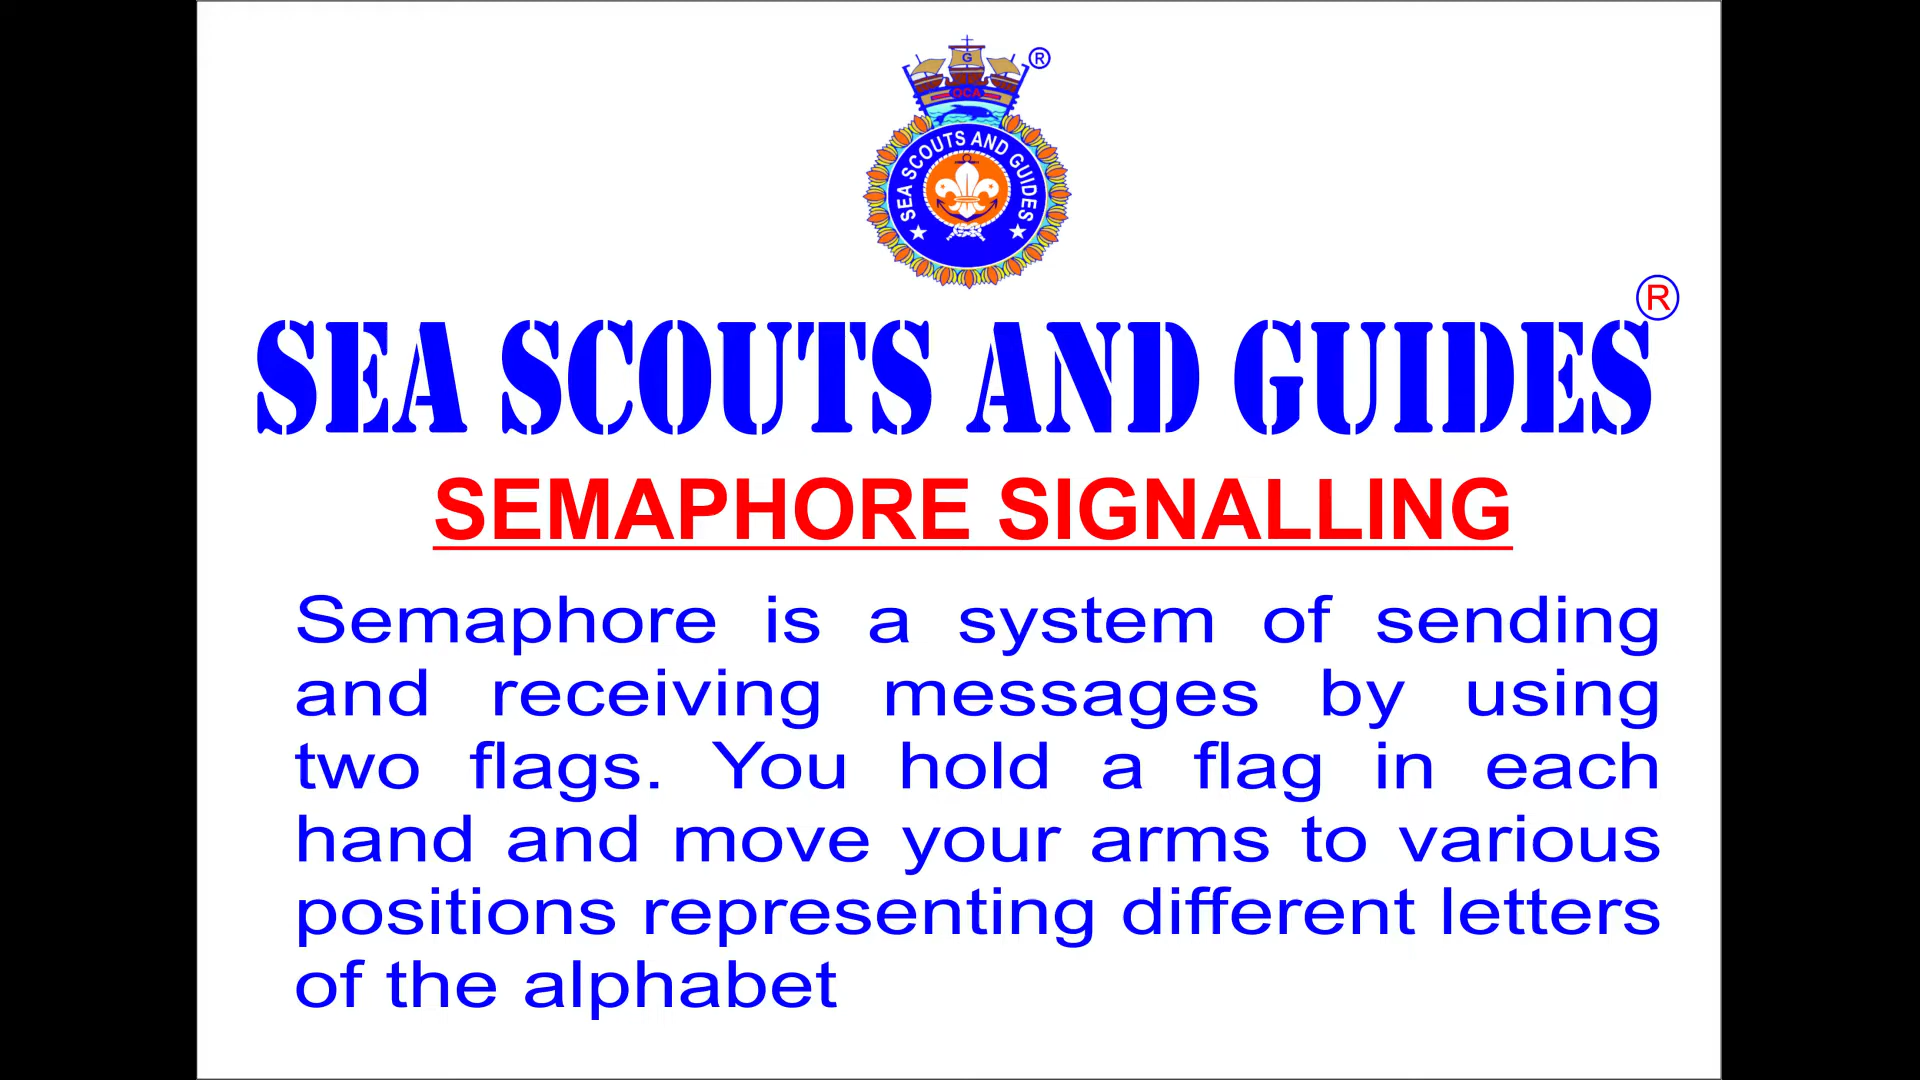 G
®
OCA
SEA SCOUTS AND GUIDES
®
SEA SCOUTS AND GUIDES
SEMAPHORE SIGNALLING
Semaphore is a system of sending
and receiving messages by using
two flags. You hold a flag in each
hand and move your arms to various
positions representing different letters
of the alphabet